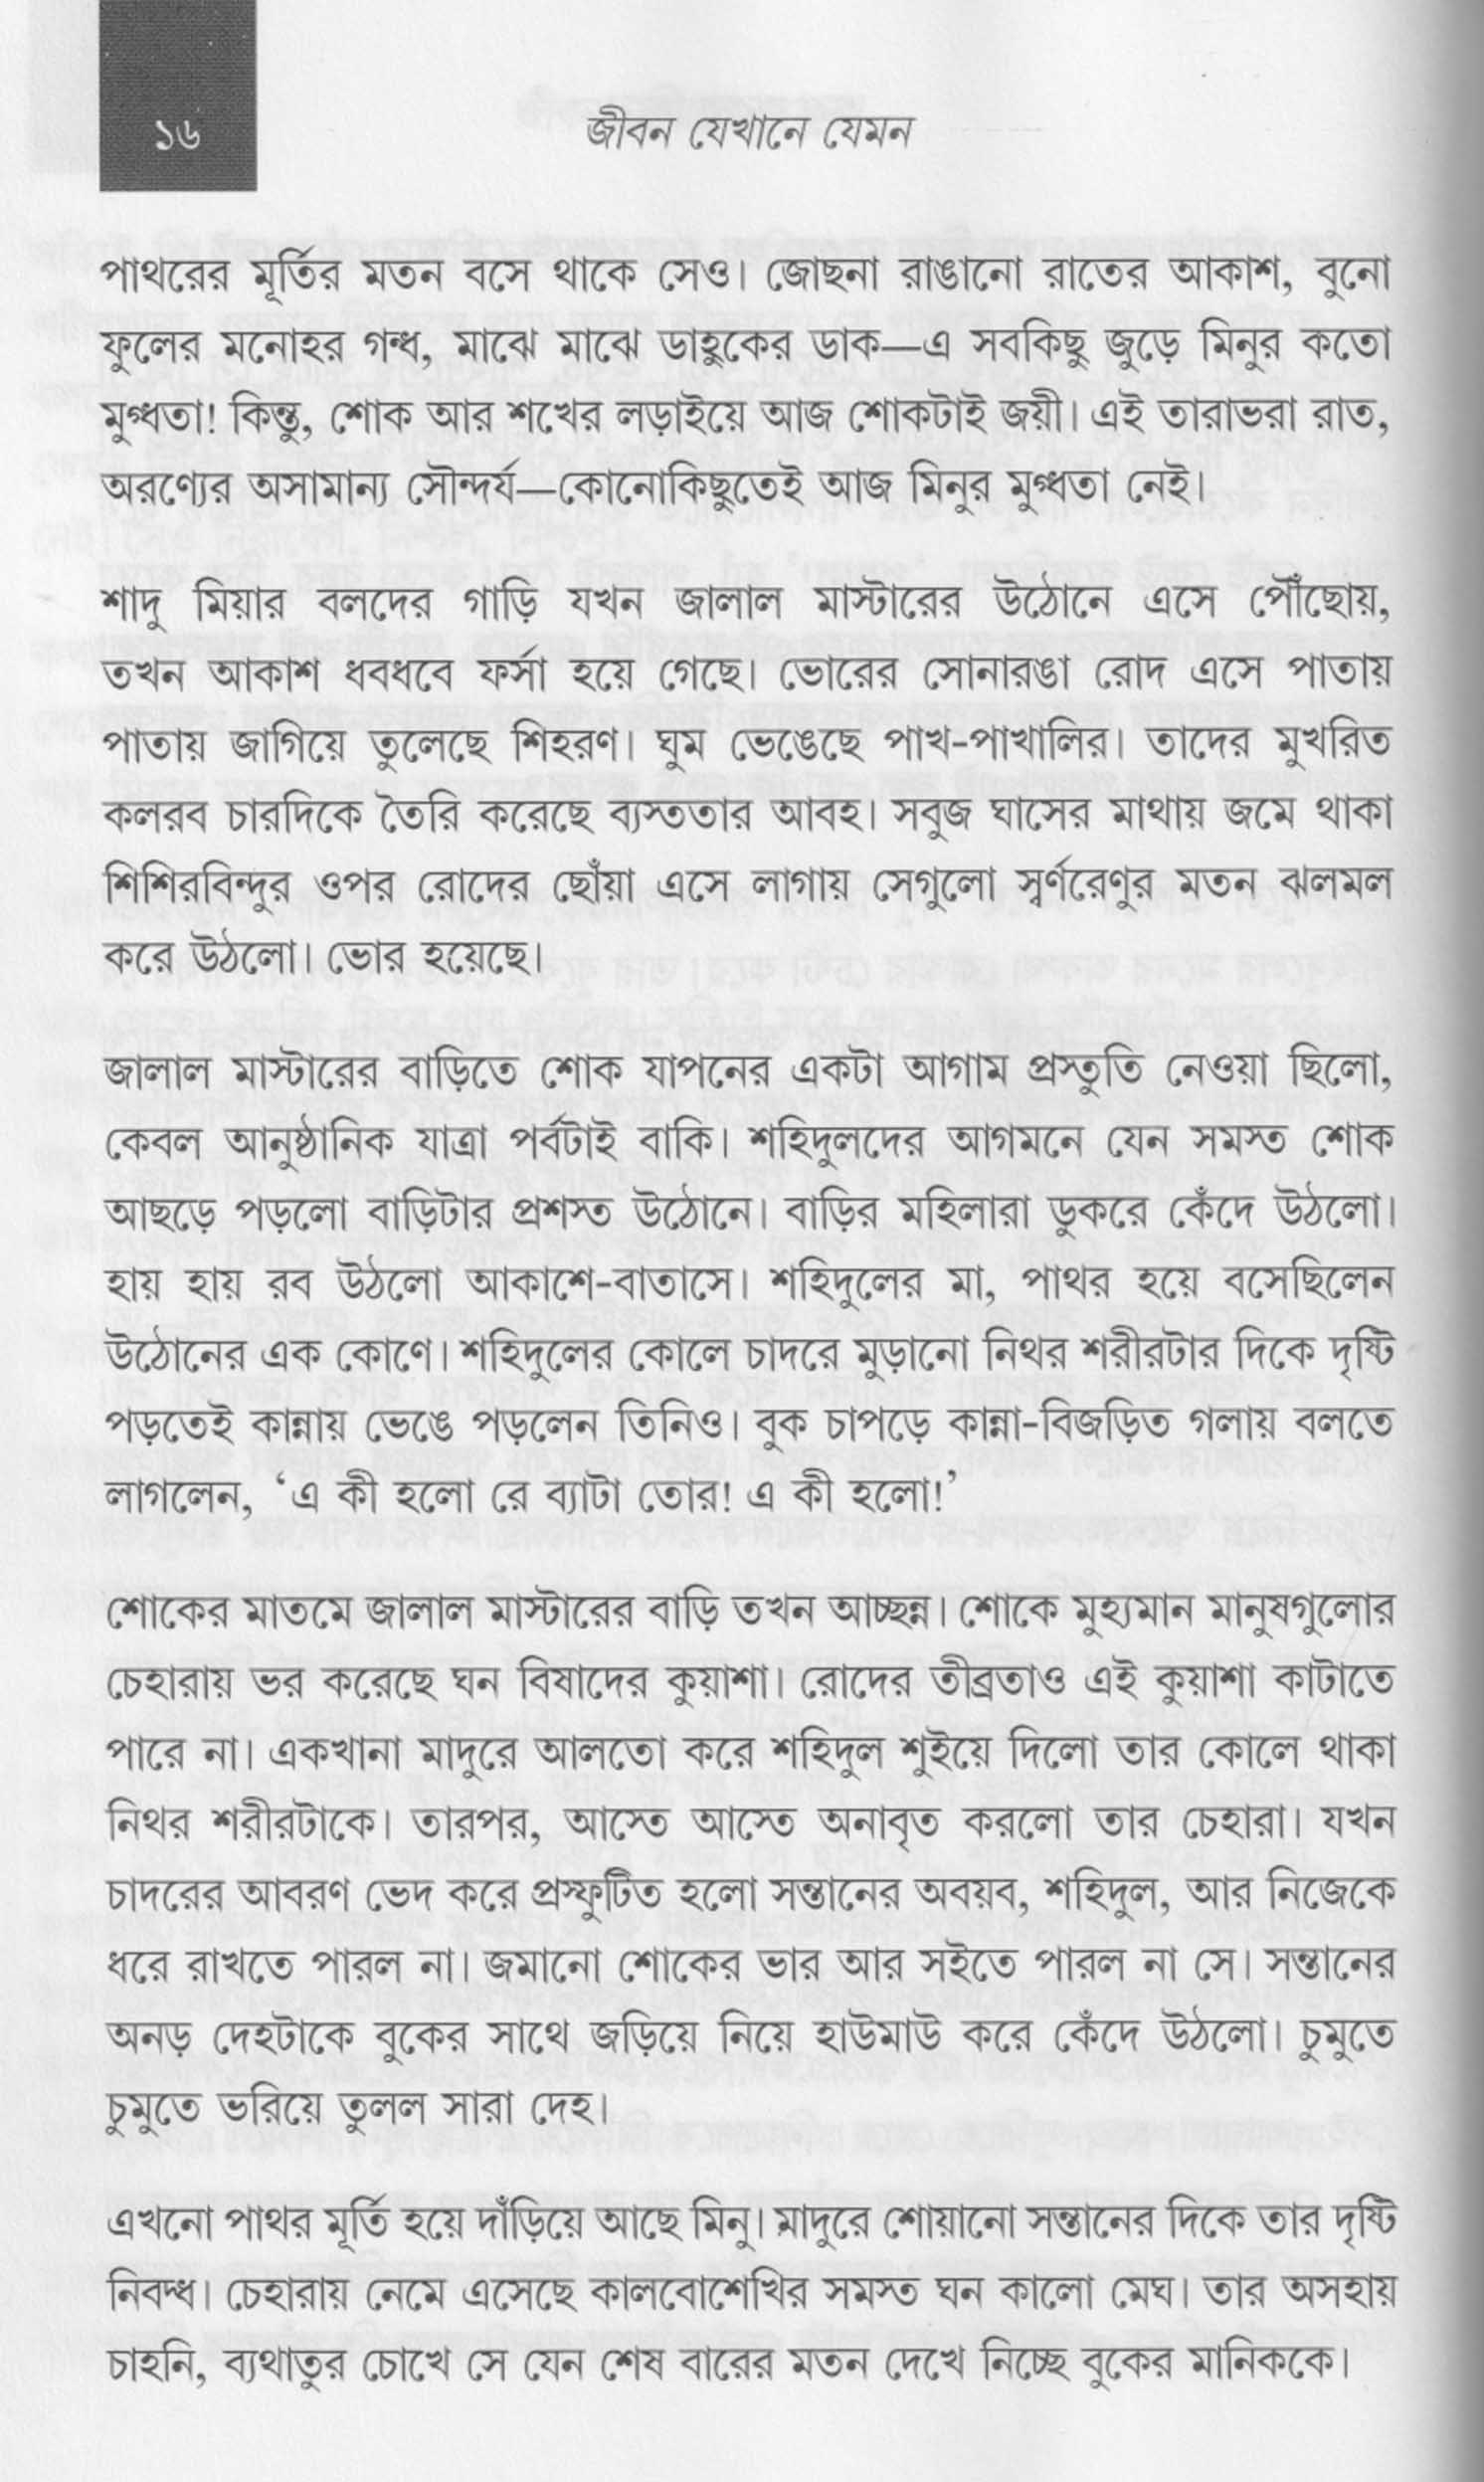 ১৬
জীবন যেখানে যেমন
পাথরের মূর্তির মতন বসে থাকে সেও। জোছনা রাঙানো রাতের আকাশ, বুনো
ফুলের মনোহর গন্ধ, মাঝে মাঝে ডাহুকের ডাক—এ সবকিছু জুড়ে মিনুর কতো
মুগ্ধতা! কিন্তু, শোক আর শখের লড়াইয়ে আজ শোকটাই জয়ী। এই তারাভরা রাত,
অরণ্যের অসামান্য সৌন্দর্য—কোনোকিছুতেই আজ মিনুর মুগ্ধতা নেই।
শাদু মিয়ার বলদের গাড়ি যখন জালাল মাস্টারের উঠোনে এসে পৌঁছোয়,
তখন আকাশ ধবধবে ফর্সা হয়ে গেছে। ভোরের সোনারঙা রোদ এসে পাতায়
পাতায় জাগিয়ে তুলেছে শিহরণ। ঘুম ভেঙেছে পাখ-পাখালির। তাদের মুখরিত
কলরব চারদিকে তৈরি করেছে ব্যস্ততার আবহ। সবুজ ঘাসের মাথায় জমে থাকা
শিশিরবিন্দুর ওপর রোদের ছোঁয়া এসে লাগায় সেগুলো স্বর্ণরেণুর মতন ঝলমল
করে উঠলো। ভোর হয়েছে।
জালাল মাস্টারের বাড়িতে শোক যাপনের একটা আগাম প্রস্তুতি নেওয়া ছিলো,
কেবল আনুষ্ঠানিক যাত্রা পর্বটাই বাকি। শহিদুলদের আগমনে যেন সমস্ত শোক
আছড়ে পড়লো বাড়িটার প্রশস্ত উঠোনে। বাড়ির মহিলারা ডুকরে কেঁদে উঠলো।
হায় হায় রব উঠলো আকাশে-বাতাসে। শহিদুলের মা, পাথর হয়ে বসেছিলেন
উঠোনের এক কোণে। শহিদুলের কোলে চাদরে মুড়ানো নিথর শরীরটার দিকে দৃষ্টি
পড়তেই কান্নায় ভেঙে পড়লেন তিনিও। বুক চাপড়ে কান্না-বিজড়িত গলায় বলতে
লাগলেন, ‘এ কী হলো রে ব্যাটা তোর! এ কী হলো!’
শোকের মাতমে জালাল মাস্টারের বাড়ি তখন আচ্ছন্ন। শোকে মুহ্যমান মানুষগুলোর
চেহারায় ভর করেছে ঘন বিষাদের কুয়াশা। রোদের তীব্রতাও এই কুয়াশা কাটাতে
পারে না। একখানা মাদুরে আলতো করে শহিদুল শুইয়ে দিলো তার কোলে থাকা
নিথর শরীরটাকে। তারপর, আস্তে আস্তে অনাবৃত করলো তার চেহারা। যখন
চাদরের আবরণ ভেদ করে প্রস্ফুটিত হলো সন্তানের অবয়ব, শহিদুল, আর নিজেকে
ধরে রাখতে পারল না। জমানো শোকের ভার আর সইতে পারল না সে। সন্তানের
অনড় দেহটাকে বুকের সাথে জড়িয়ে নিয়ে হাউমাউ করে কেঁদে উঠলো। চুমুতে
চুমুতে ভরিয়ে তুলল সারা দেহ।
এখনো পাথর মূর্তি হয়ে দাঁড়িয়ে আছে মিনু। মাদুরে শোয়ানো সন্তানের দিকে তার দৃষ্টি
নিবদ্ধ। চেহারায় নেমে এসেছে কালবোশেখির সমস্ত ঘন কালো মেঘ। তার অসহায়
চাহনি, ব্যথাতুর চোখে সে যেন শেষ বারের মতন দেখে নিচ্ছে বুকের মানিককে।